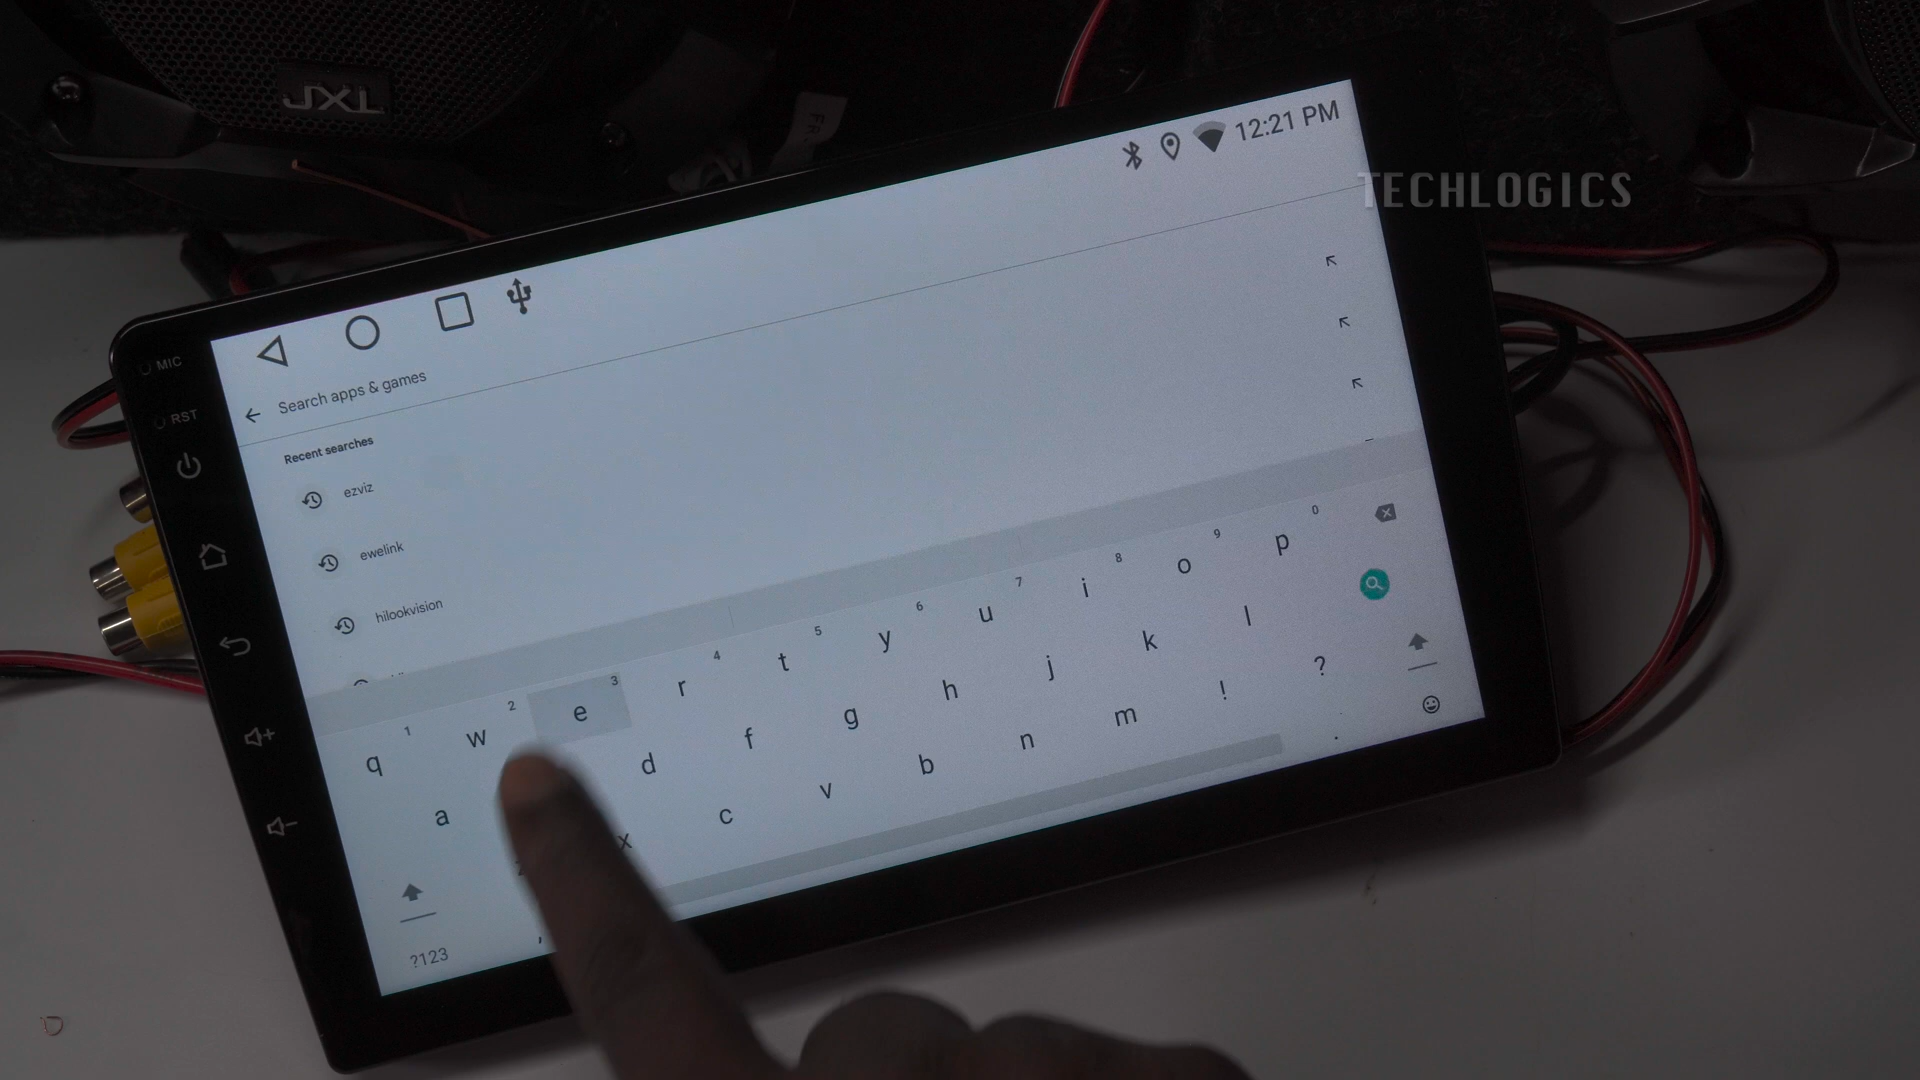 JXL
FR
TECHLOGICS
12:21 PM
MIC
RST
Search apps & games
Recent searches
ezviz
ewelink
hilookvision
1 2 3 4 5 6 7 8 9 0
q w e r t y u i o p
a d f g h j k l
x c v b n m ! ?
?123 , .